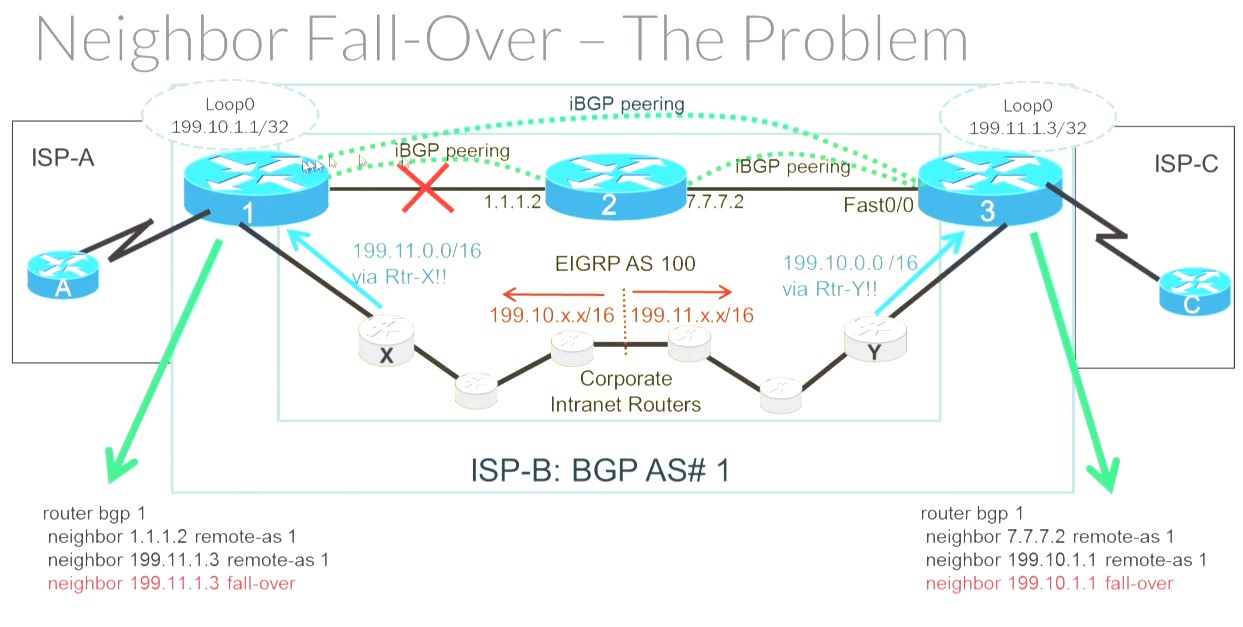 Neighbor Fall-Over – The Problem
Loop0
199.10.1.1/32
iBGP peering
Loop0
199.11.1.3/32
ISP-A
iBGP peering
iBGP peering
ISP-C
1
1.1.1.2
2
7.7.7.2
Fast0/0
3
A
199.11.0.0/16
via Rtr-X!!
EIGRP AS 100
199.10.0.0 /16
via Rtr-Y!!
C
199.10.x.x/16
199.11.x.x/16
X
Y
Corporate
Intranet Routers
ISP-B: BGP AS# 1
router bgp 1
neighbor 1.1.1.2 remote-as 1
neighbor 199.11.1.3 remote-as 1
neighbor 199.11.1.3 fall-over
router bgp 1
neighbor 7.7.7.2 remote-as 1
neighbor 199.10.1.1 remote-as 1
neighbor 199.10.1.1 fall-over